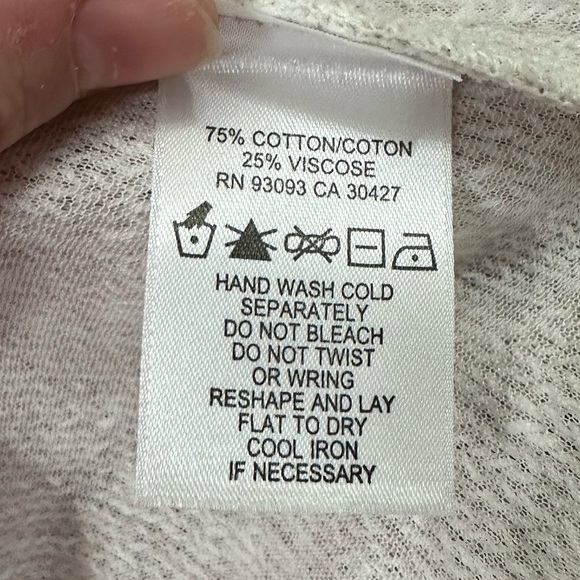 75% COTTON/COTON
25% VISCOSE
RN 93093 CA 30427
HAND WASH COLD
SEPARATELY
DO NOT BLEACH
DO NOT TWIST
OR WRING
RESHAPE AND LAY
FLAT TO DRY
COOL IRON
IF NECESSARY